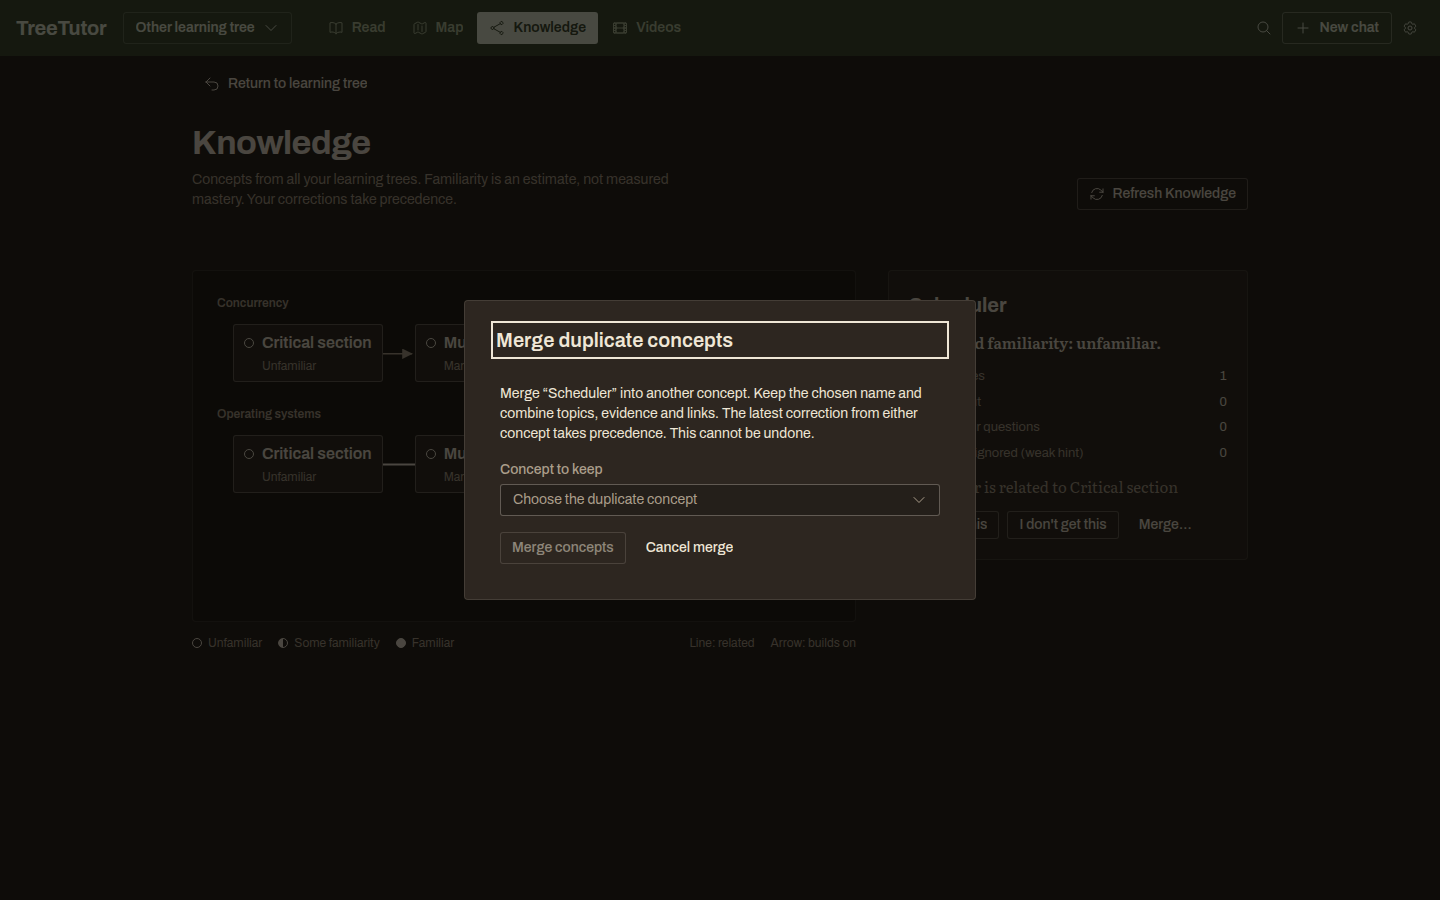 TreeTutor
Other learning tree
Read
Map
Knowledge
Videos
New chat
Return to learning tree
Knowledge
Concepts from all your learning trees. Familiarity is an estimate, not measured
mastery. Your corrections take precedence.
Refresh Knowledge
Concurrency
Critical section
Unfamiliar
Operating systems
Critical section
Unfamiliar
Merge duplicate concepts
Merge “Scheduler” into another concept. Keep the chosen name and
combine topics, evidence and links. The latest correction from either
concept takes precedence. This cannot be undone.
Concept to keep
Choose the duplicate concept
Merge concepts
Cancel merge
familiarity: unfamiliar.
1
0
questions
0
(weak hint)
0
is related to Critical section
I don't get this
Merge...
Unfamiliar
Some familiarity
Familiar
Line: related
Arrow: builds on